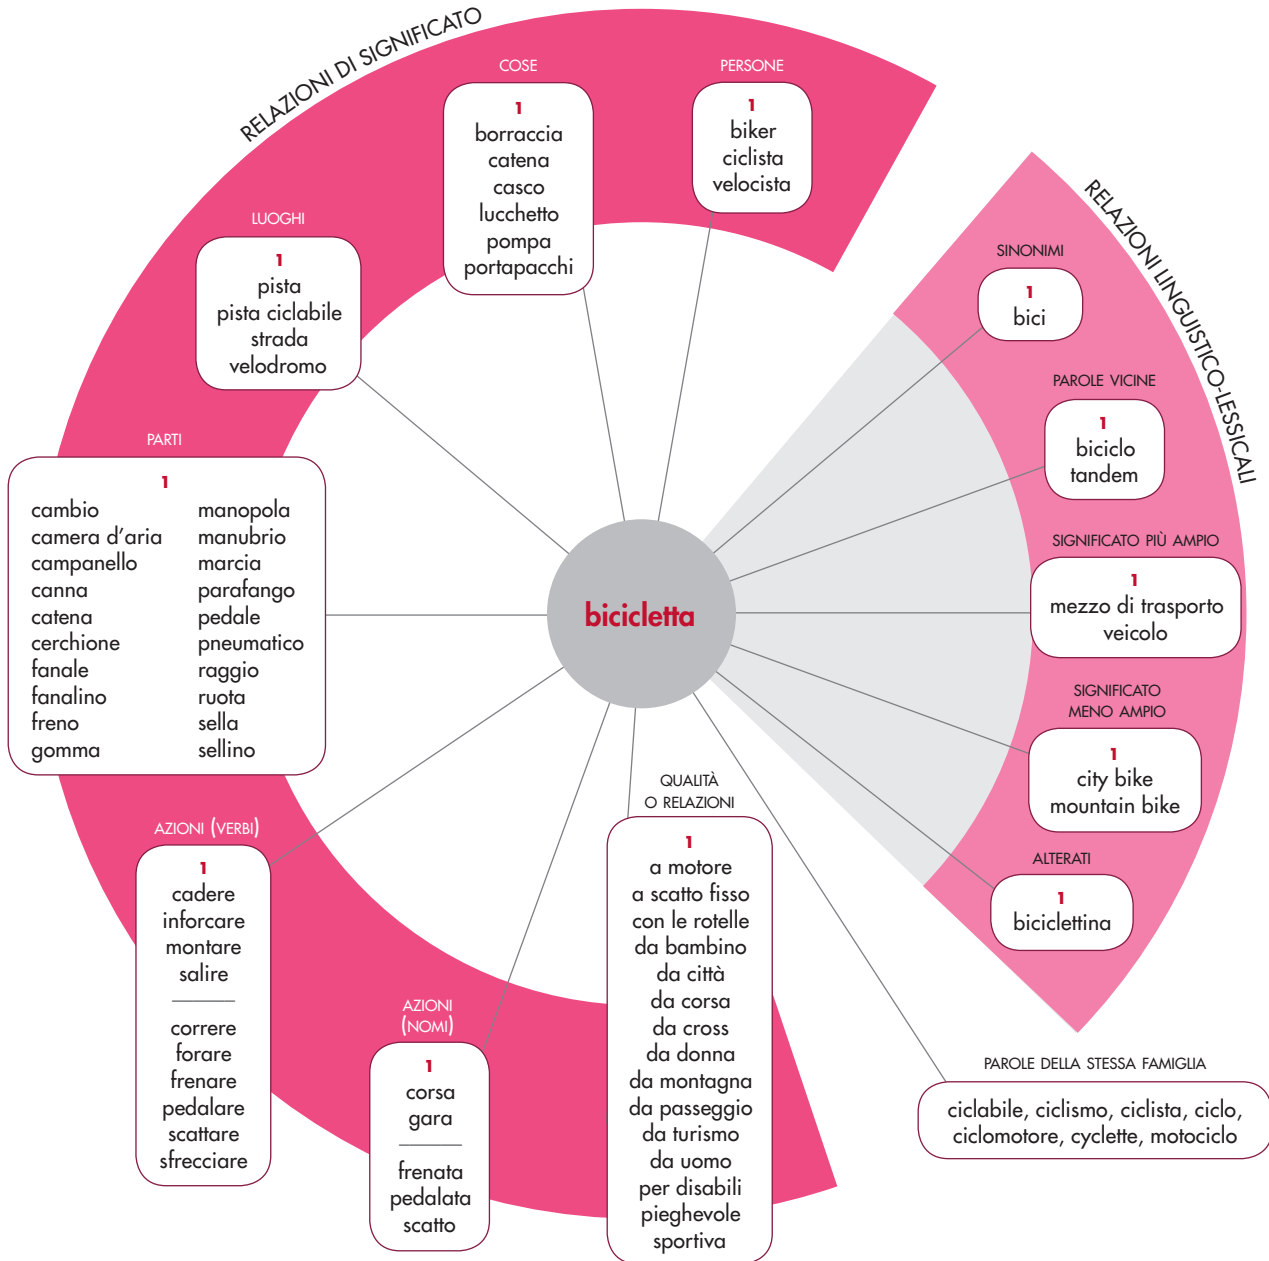 RELAZIONI DI SIGNIFICATO
COSE
1
borraccia
catena
casco
lucchetto
pompa
portapacchi
PERSONE
1
biker
ciclista
velocista
LUOGHI
1
pista
pista ciclabile
strada
velodromo
PARTI
1
cambio
camera d'aria
campanello
canna
catena
cerchione
fanale
fanalino
freno
gomma
manopola
manubrio
marcia
parafango
pedale
pneumatico
raggio
ruota
sella
sellino
bicicletta
RELAZIONI LINGUISTICO-LESSICALI
SINONIMI
1
bici
PAROLE VICINE
1
biciclo
tandem
SIGNIFICATO PIÙ AMPIO
1
mezzo di trasporto
veicolo
SIGNIFICATO
MENO AMPIO
1
city bike
mountain bike
ALTERATI
1
biciclettina
AZIONI (VERBI)
1
cadere
inforcare
montare
salire
correre
forare
frenare
pedalare
scattare
sfrecciare
AZIONI
(NOMI)
1
corsa
gara
frenata
pedalata
scatto
QUALITÀ
O RELAZIONI
1
a motore
a scatto fisso
con le rotelle
da bambino
da città
da corsa
da cross
da donna
da montagna
da passeggio
da turismo
da uomo
per disabili
pieghevole
sportiva
PAROLE DELLA STESSA FAMIGLIA
ciclabile, ciclismo, ciclista, ciclo,
ciclomotore, cyclette, motociclo